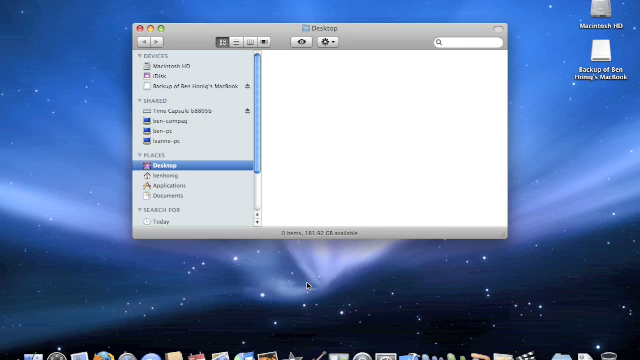 Desktop
DEVICES
Macintosh HD
iDisk
Backup of Ben Honig's MacBook
SHARED
Time Capsule b8805b
ben-compaq
ben-pc
leanne-pc
PLACES
Desktop
benhonig
Applications
Documents
SEARCH FOR
Today
0 items, 181.92 GB available
Macintosh HD
Backup of Ben
Honig's MacBook